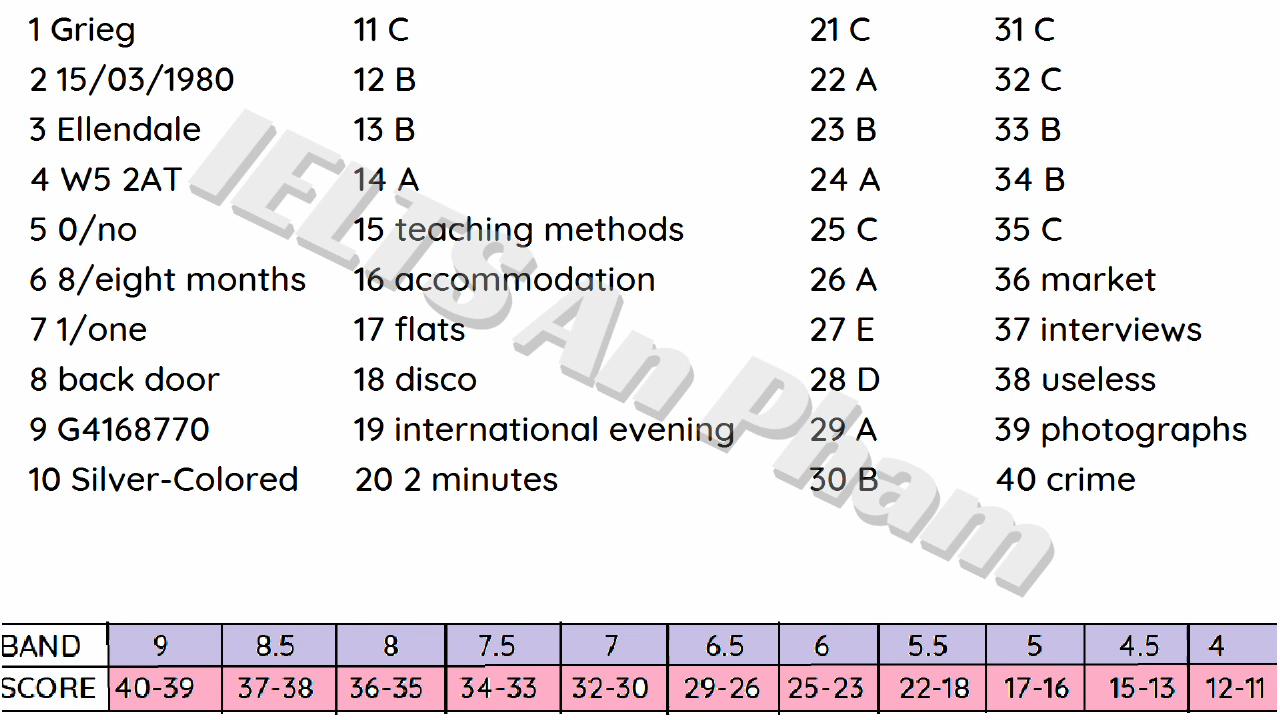 1 Grieg
2 15/03/1980
3 Ellendale
4 W5 2AT
5 0/no
6 8/eight months
7 1/one
8 back door
9 G4168770
10 Silver-Colored
11 C
12 B
13 B
14 A
15 teaching methods
16 accommodation
17 flats
18 disco
19 international evening
20 2 minutes
21 C
22 A
23 B
24 A
25 C
26 A
27 E
28 D
29 A
30 B
31 C
32 C
33 B
34 B
35 C
36 market
37 interviews
38 useless
39 photographs
40 crime
IELTS An Pham
BAND 9 8.5 8 7.5 7 6.5 6 5.5 5 4.5 4
SCORE 40-39 37-38 36-35 34-33 32-30 29-26 25-23 22-18 17-16 15-13 12-11